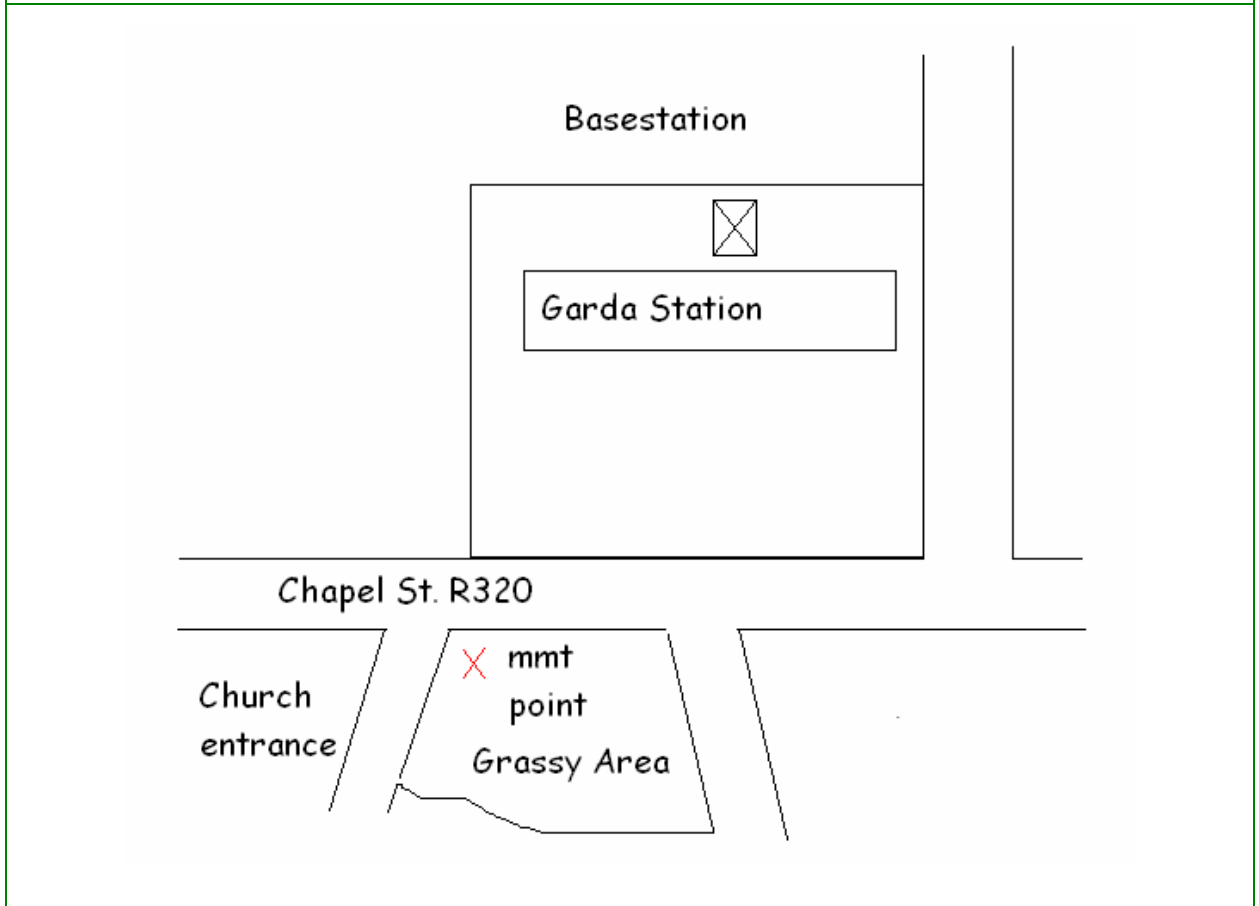 Basestation
Garda Station
Chapel St. R320
mmt
point
Church
entrance
Grassy Area